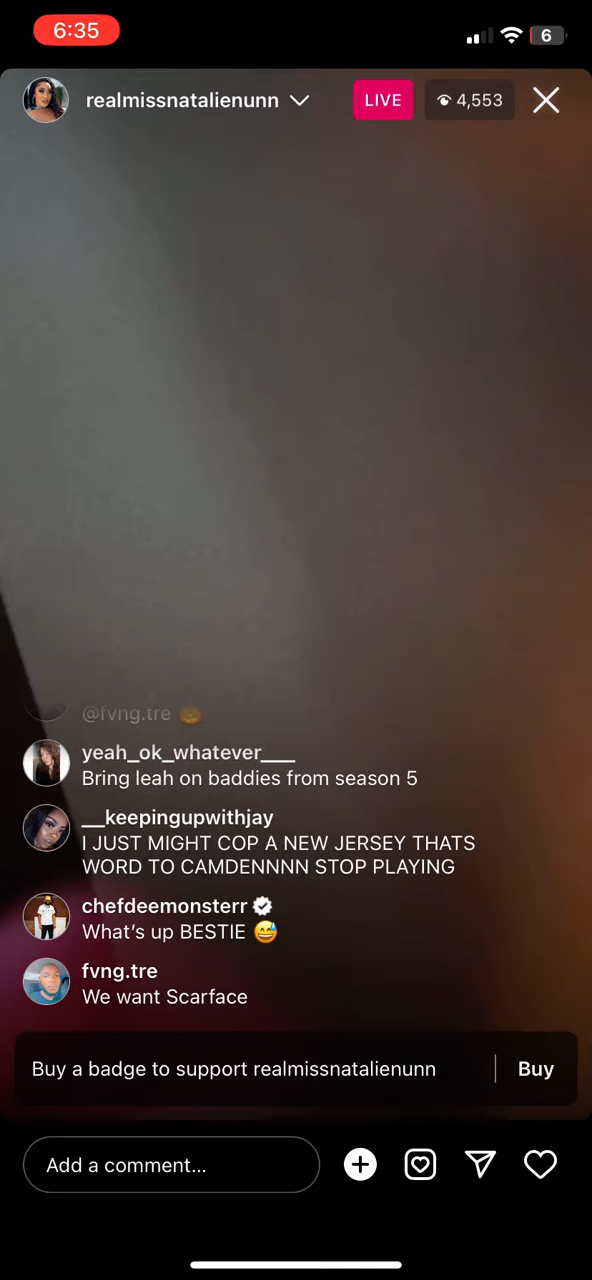 6:35
6
realmissnatalienunn
LIVE
4,553
@fvng.tre
yeah_ok_whatever____
Bring leah on baddies from season 5
__keepingupwithjay
I JUST MIGHT COP A NEW JERSEY THATS
WORD TO CAMDENNNN STOP PLAYING
chefdeemonsterr
What’s up BESTIE 😅
fvng.tre
We want Scarface
Buy a badge to support realmissnatalienunn
Buy
Add a comment...